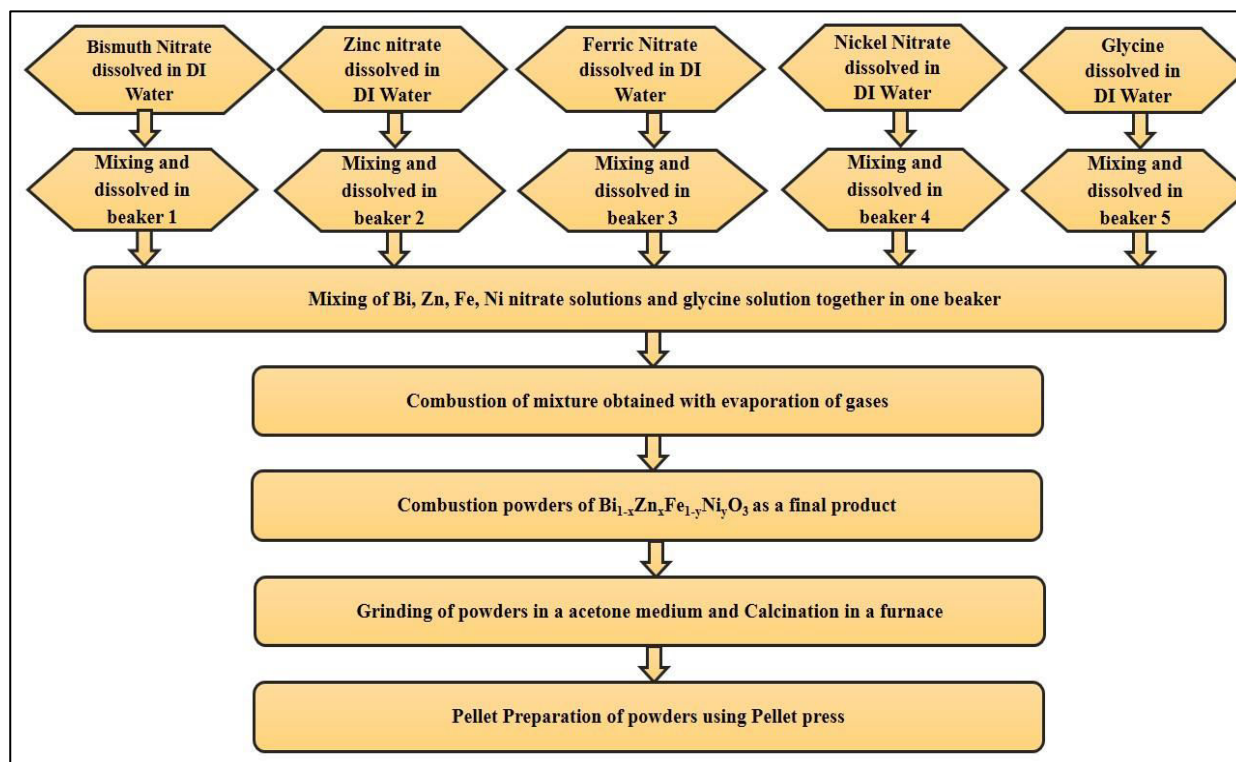 Bismuth Nitrate
dissolved in DI
Water
Zinc nitrate
dissolved in
DI Water
Ferric Nitrate
dissolved in DI
Water
Nickel Nitrate
dissolved in
DI Water
Glycine
dissolved in
DI Water
Mixing and
dissolved in
beaker 1
Mixing and
dissolved in
beaker 2
Mixing and
dissolved in
beaker 3
Mixing and
dissolved in
beaker 4
Mixing and
dissolved in
beaker 5
Mixing of Bi, Zn, Fe, Ni nitrate solutions and glycine solution together in one beaker
Combustion of mixture obtained with evaporation of gases
Combustion powders of Bi₁₋ₓZnₓFe₁₋ᵧNiᵧO₃ as a final product
Grinding of powders in a acetone medium and Calcination in a furnace
Pellet Preparation of powders using Pellet press